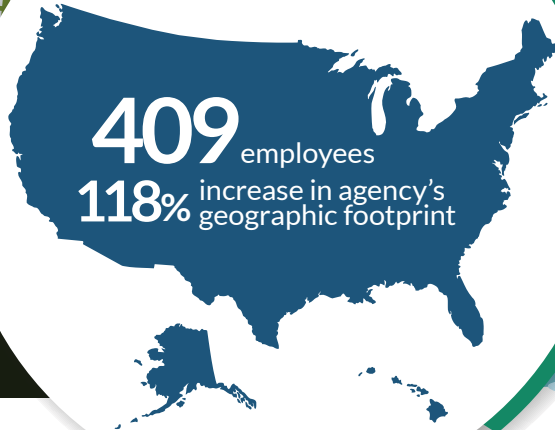 409 employees
118% increase in agency’s
geographic footprint